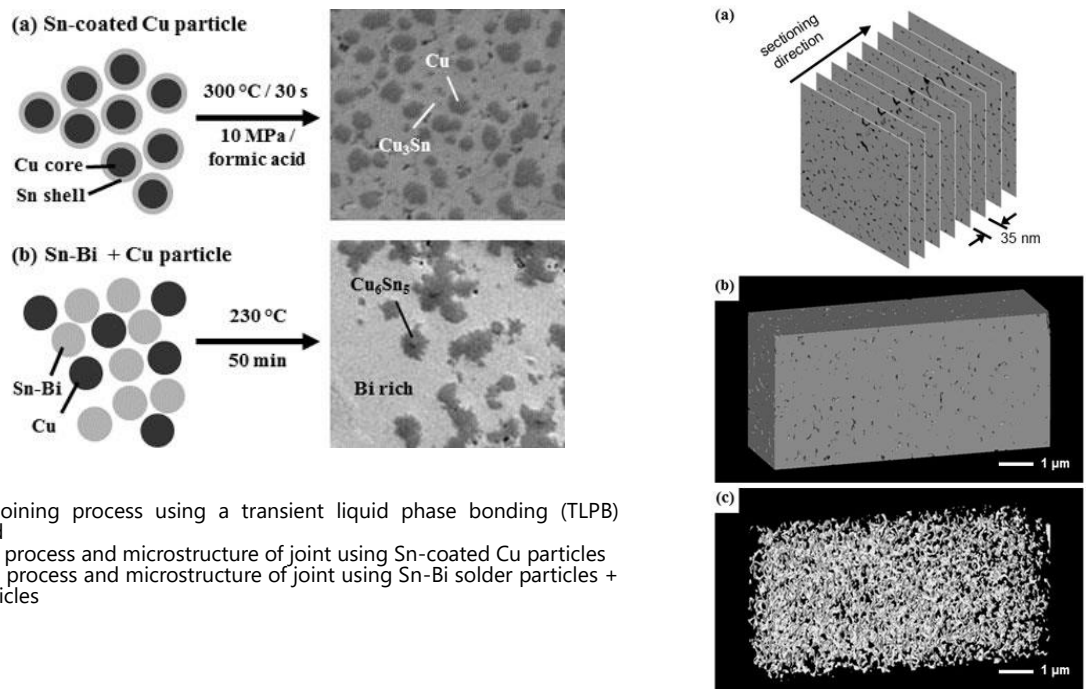 (a) Sn-coated Cu particle
300 °C / 30 s
10 MPa /
formic acid
Cu core
Sn shell
Cu
Cu₃Sn
(b) Sn-Bi + Cu particle
230 °C
50 min
Sn-Bi
Cu
Cu₆Sn₅
Bi rich
oining process using a transient liquid phase bonding (TLPB)
process and microstructure of joint using Sn-coated Cu particles
process and microstructure of joint using Sn-Bi solder particles +
icles
(a)
sectioning
direction
35 nm
(b)
1 μm
(c)
1 μm